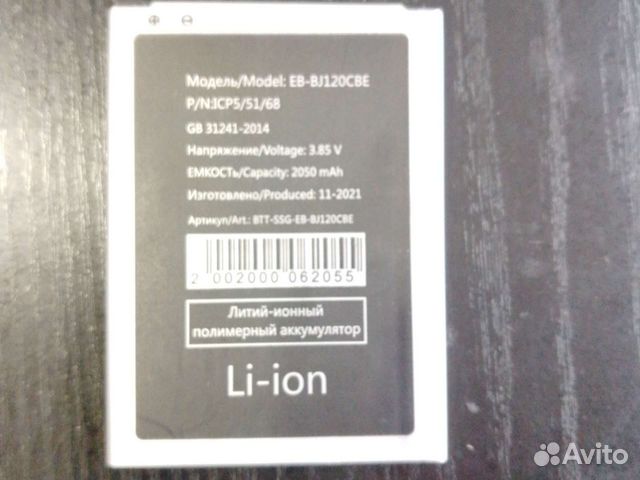 Модель/Model: EB-BJ120CBE
P/N:ICP5/51/68
GB 31241-2014
Напряжение/Voltage: 3.85 V
ЕМКОСТЬ/Capacity: 2050 mAh
Изготовлено/Produced: 11-2021
Артикул/Art.: BTT-SSG-EB-BJ120CBE
2 002000 062055
Литий-ионный
полимерный аккумулятор
Li-ion
Avito